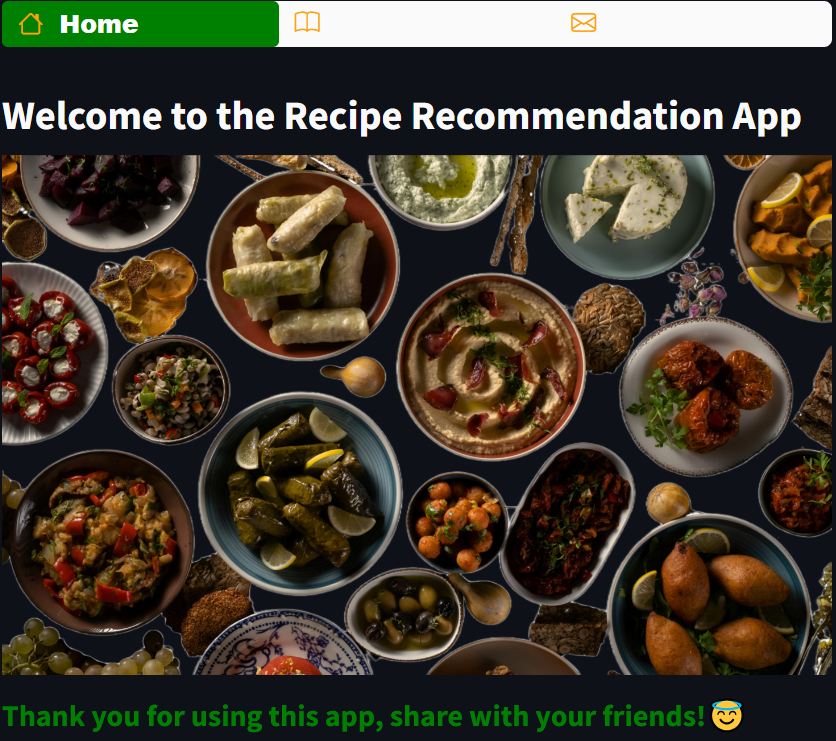 Home
Welcome to the Recipe Recommendation App
Thank you for using this app, share with your friends!😇